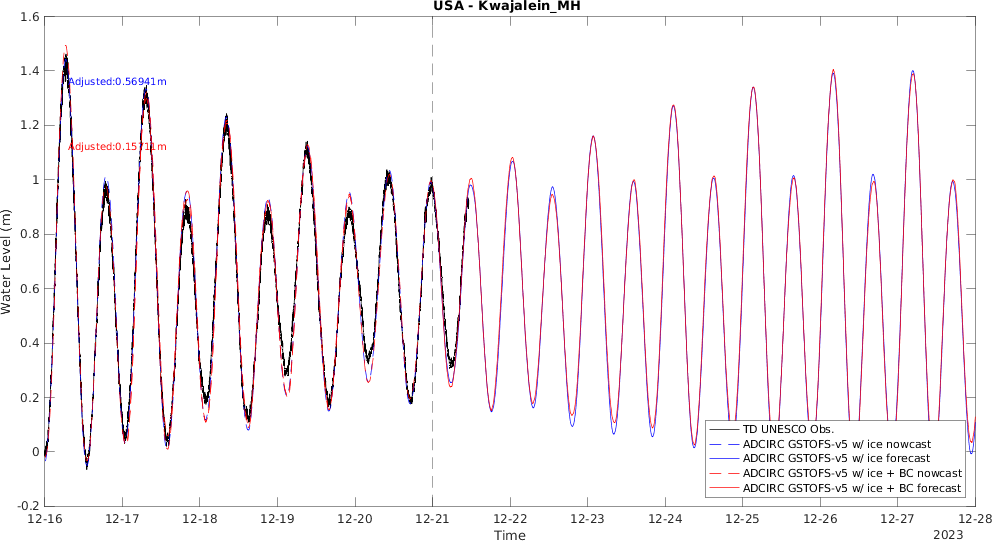 USA - Kwajalein_MH
1.6
1.4
1.2
1
0.8
0.6
0.4
0.2
0
-0.2
Water Level (m)
Adjusted:0.56941m
Adjusted:0.15711m
TD UNESCO Obs.
ADCIRC GSTOFS-v5 w/ ice nowcast
ADCIRC GSTOFS-v5 w/ ice forecast
ADCIRC GSTOFS-v5 w/ ice + BC nowcast
ADCIRC GSTOFS-v5 w/ ice + BC forecast
12-16 12-17 12-18 12-19 12-20 12-21 12-22 12-23 12-24 12-25 12-26 12-27 12-28
Time
2023